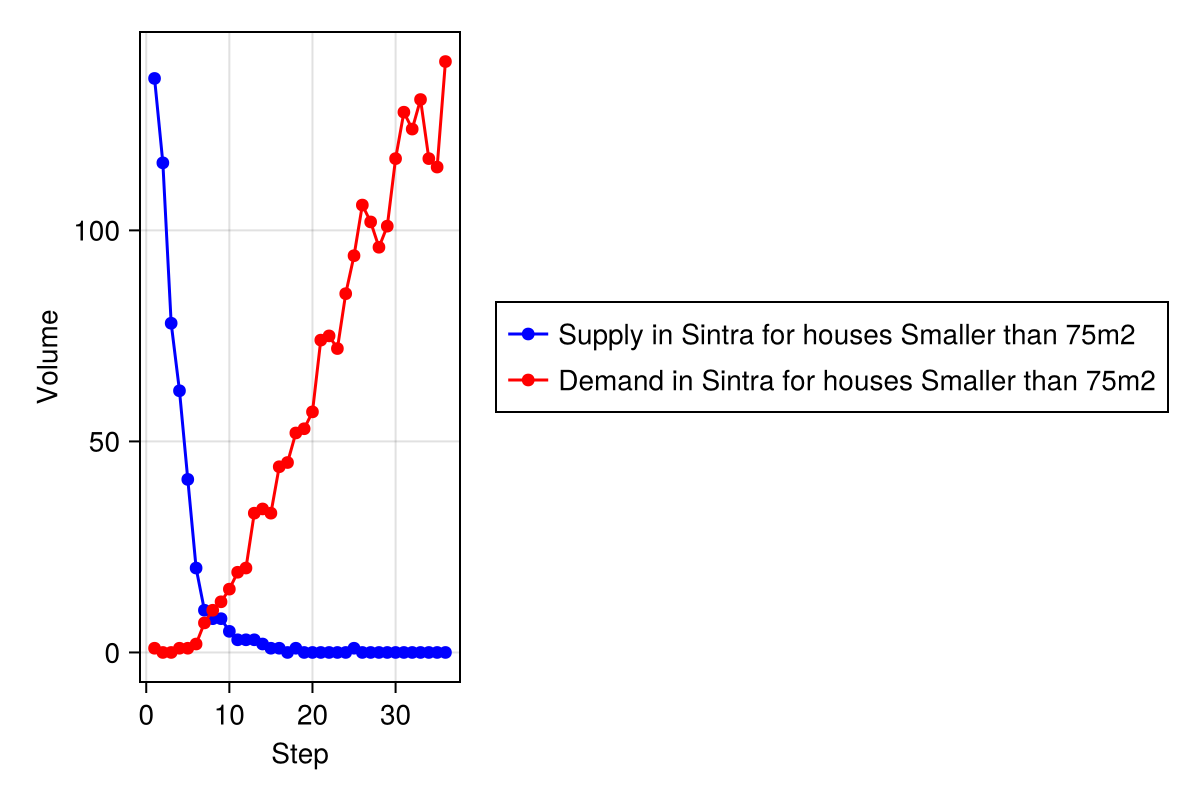 100
50
0
Volume
0 10 20 30
Step
Supply in Sintra for houses Smaller than 75m2
Demand in Sintra for houses Smaller than 75m2